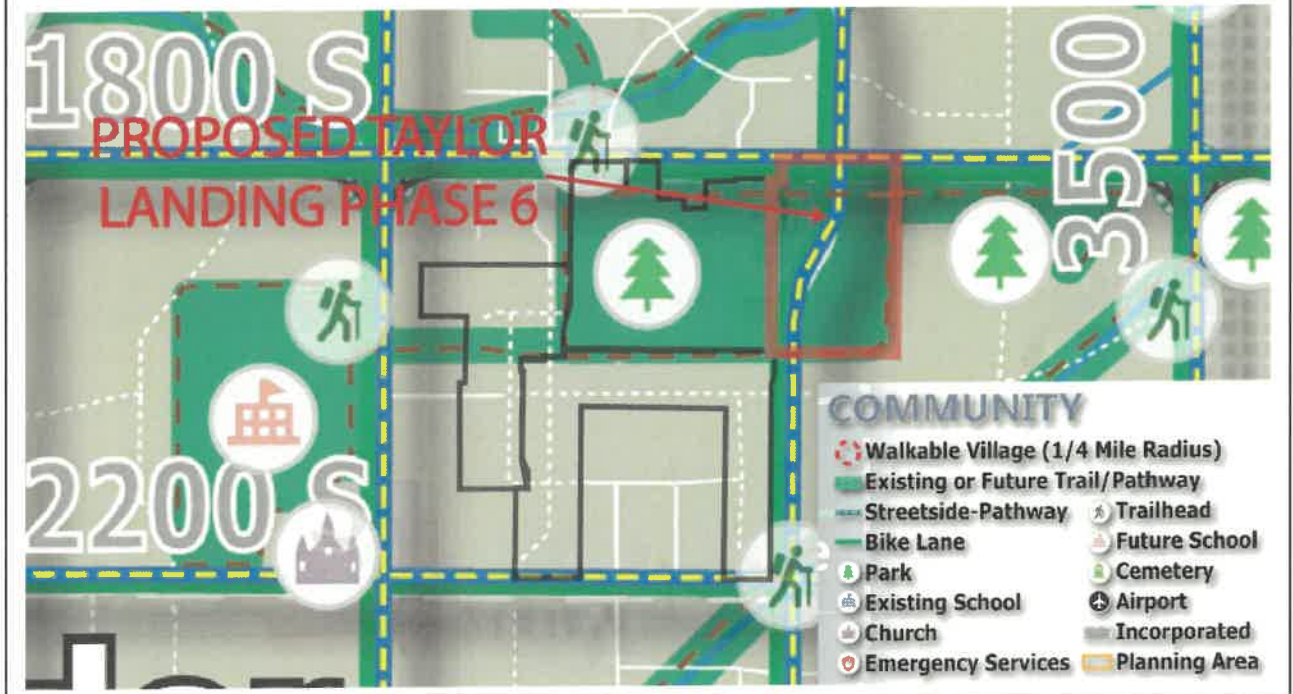 1800 S
PROPOSED TAYLOR
LANDING PHASE 6
3500
2200 S
COMMUNITY
Walkable Village (1/4 Mile Radius)
Existing or Future Trail/Pathway
Streetside-Pathway
Trailhead
Bike Lane
Future School
Park
Cemetery
Existing School
Airport
Church
Incorporated
Emergency Services
Planning Area